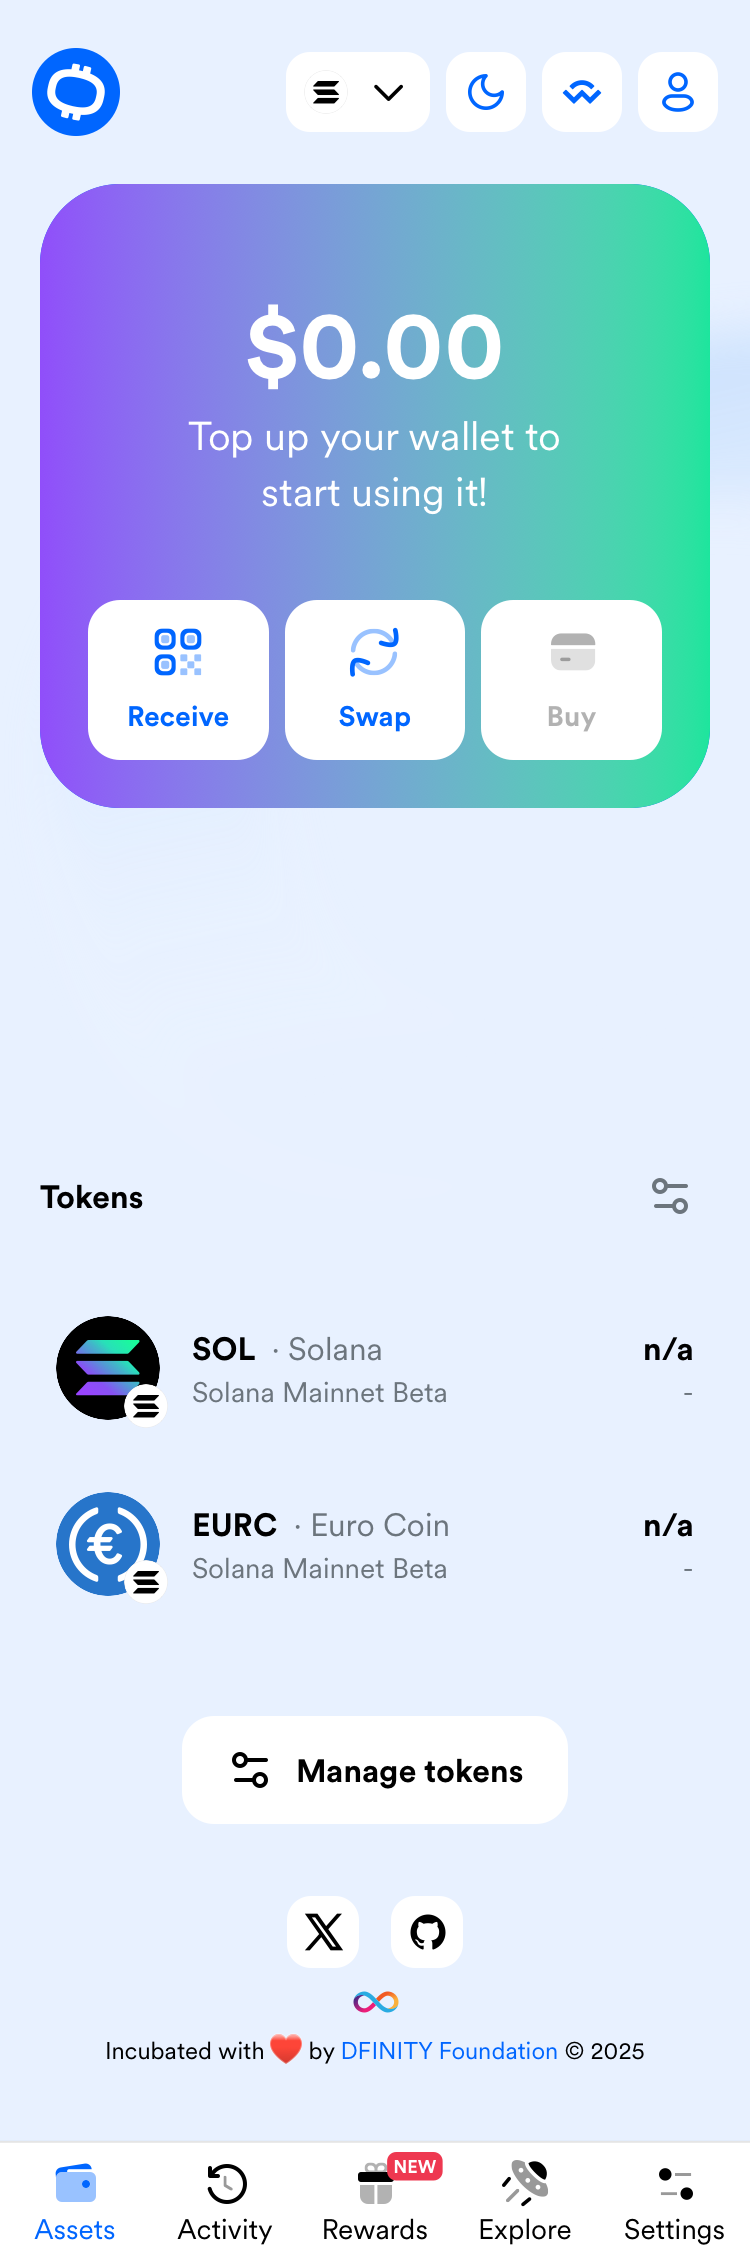 $0.00
Top up your wallet to
start using it!
Receive Swap Buy
Tokens
SOL · Solana n/a
Solana Mainnet Beta -
EURC · Euro Coin n/a
Solana Mainnet Beta -
Manage tokens
Incubated with ❤️ by DFINITY Foundation © 2025
NEW
Assets Activity Rewards Explore Settings